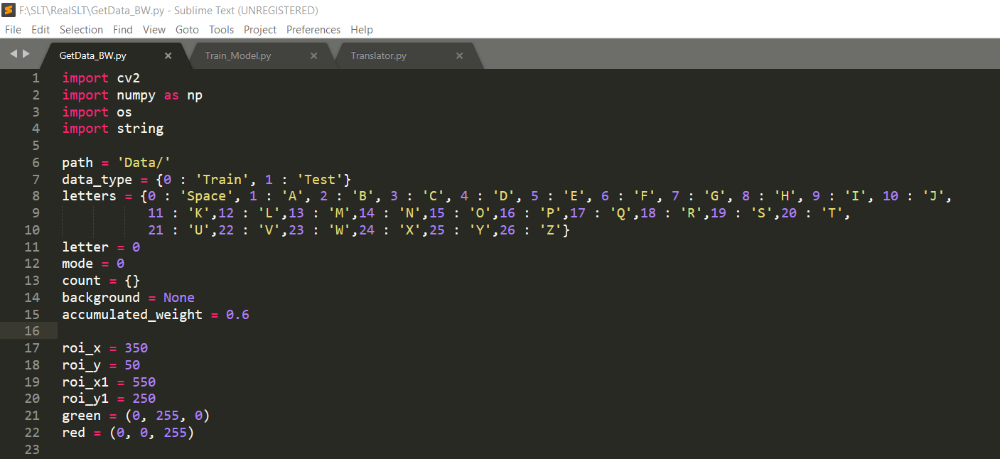 F:\SLT\RealSLT\GetData_BW.py - Sublime Text (UNREGISTERED)
File Edit Selection Find View Goto Tools Project Preferences Help
GetData_BW.py × Train_Model.py × Translator.py ×
1 import cv2
2 import numpy as np
3 import os
4 import string
5
6 path = 'Data/'
7 data_type = {0 : 'Train', 1 : 'Test'}
8 letters = {0 : 'Space', 1 : 'A', 2 : 'B', 3 : 'C', 4 : 'D', 5 : 'E', 6 : 'F', 7 : 'G', 8 : 'H', 9 : 'I', 10 : 'J',
9 11 : 'K',12 : 'L',13 : 'M',14 : 'N',15 : 'O',16 : 'P',17 : 'Q',18 : 'R',19 : 'S',20 : 'T',
10 21 : 'U',22 : 'V',23 : 'W',24 : 'X',25 : 'Y',26 : 'Z'}
11 letter = 0
12 mode = 0
13 count = {}
14 background = None
15 accumulated_weight = 0.6
16
17 roi_x = 350
18 roi_y = 50
19 roi_x1 = 550
20 roi_y1 = 250
21 green = (0, 255, 0)
22 red = (0, 0, 255)
23